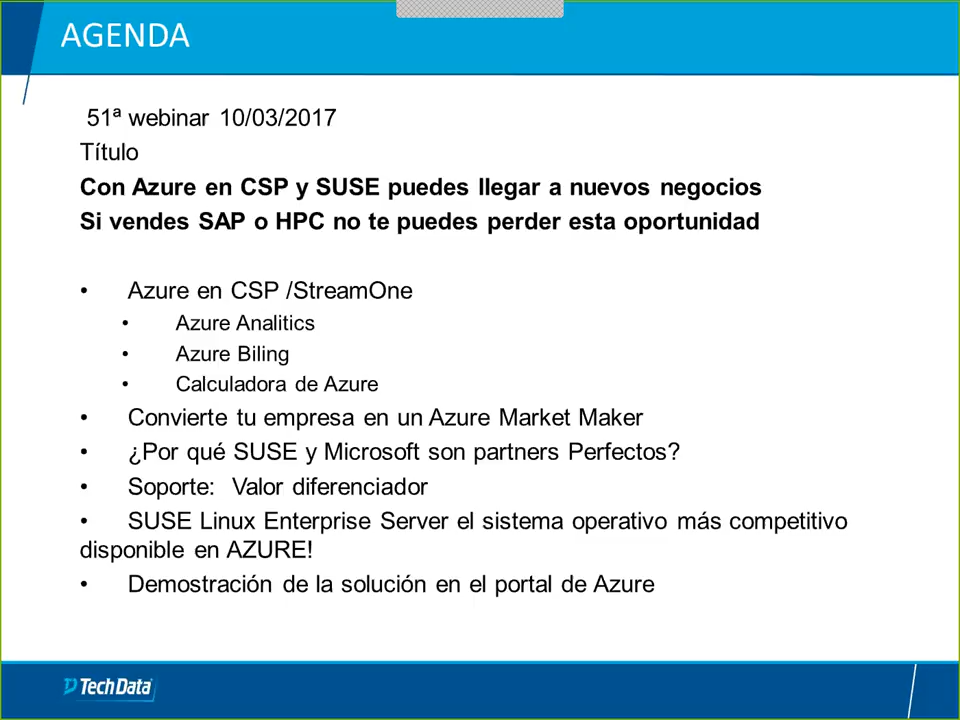 AGENDA
51ª webinar 10/03/2017
Título
Con Azure en CSP y SUSE puedes llegar a nuevos negocios
Si vendes SAP o HPC no te puedes perder esta oportunidad
• Azure en CSP /StreamOne
• Azure Analitics
• Azure Biling
• Calculadora de Azure
• Convierte tu empresa en un Azure Market Maker
• ¿Por qué SUSE y Microsoft son partners Perfectos?
• Soporte: Valor diferenciador
• SUSE Linux Enterprise Server el sistema operativo más competitivo
disponible en AZURE!
• Demostración de la solución en el portal de Azure
Tech Data